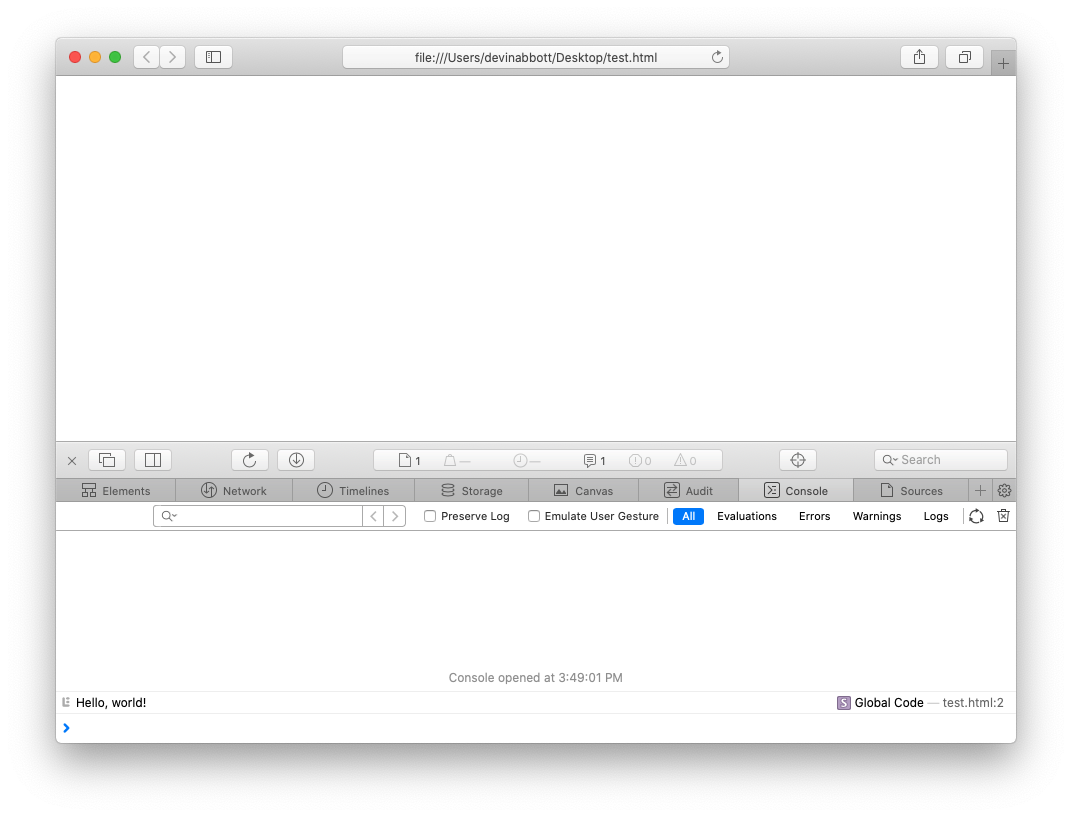 file:///Users/devinabbott/Desktop/test.html
1 — — 1 0 0 Search
Elements Network Timelines Storage Canvas Audit Console Sources
Preserve Log Emulate User Gesture All Evaluations Errors Warnings Logs
Console opened at 3:49:01 PM
Hello, world! S Global Code — test.html:2